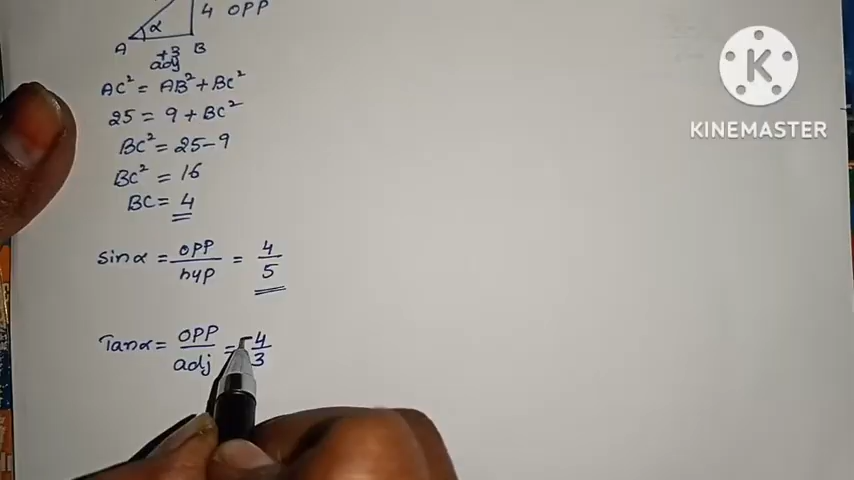 4 OPP
α
A B
+3
adj
AC² = AB² + BC²
25 = 9 + BC²
BC² = 25 - 9
BC² = 16
BC = 4
sin α = OPP/hyp = 4/5
Tan α = OPP/adj = -4/3
K
KINEMASTER